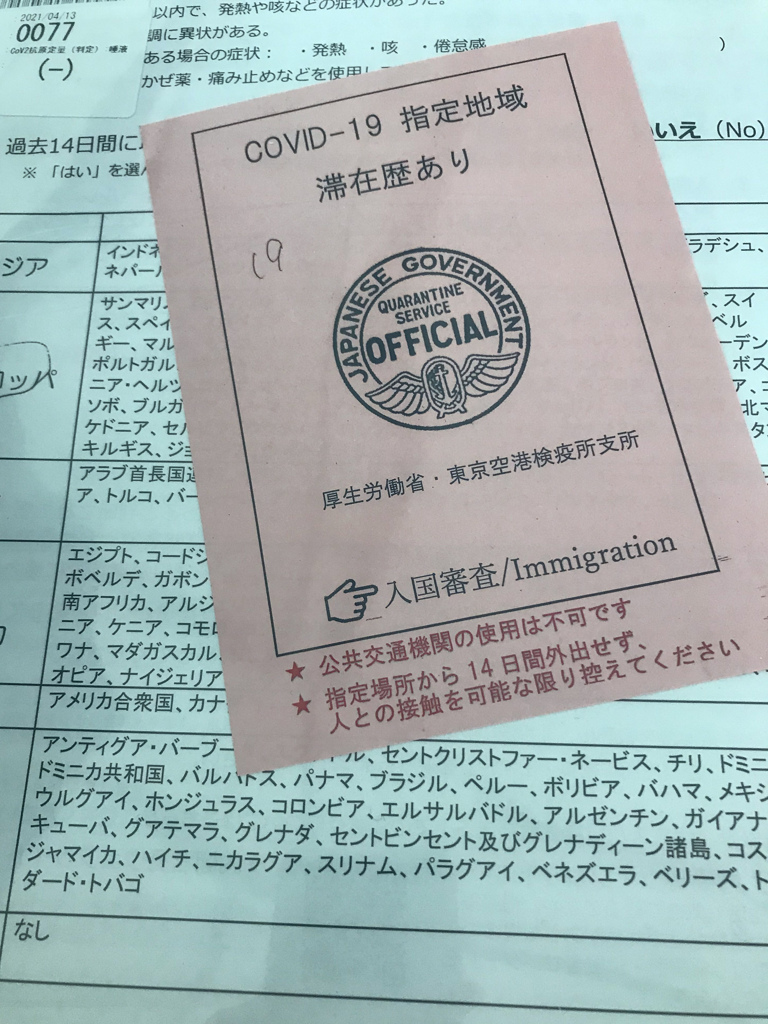 2021/04/13
0077
CoV2抗原定量(判定) 唾液
(-)
以内で、発熱や咳などの症状があった。
調に異状がある。
ある場合の症状: ・発熱 ・咳 ・倦怠感 )
かぜ薬・痛み止めなどを使用し
過去14日間に
いえ (No)
※ 「はい」を選
COVID-19 指定地域
滞在歴あり
19
JAPANESE GOVERNMENT
QUARANTINE
SERVICE
OFFICIAL
厚生労働省・東京空港検疫所支所
入国審査/Immigration
★ 公共交通機関の使用は不可です
★ 指定場所から 14 日間外出せず、
人との接触を可能な限り控えてください
ジア
インドネ
ラデシュ、
ネパール
ロッパ
サンマリ
、スイ
ス、スペイ
ベル
ギー、マル
ーデン
ポルトガル
ボス
ニア・ヘルツ
ア、コ
ソボ、ブルガ
北マ
ケドニア、セル
タ
キルギス、ジョ
アラブ首長国連
ア、トルコ、バー
エジプト、コードジ
ボベルデ、ガボン
南アフリカ、アルジ
ニア、ケニア、コモロ
ワナ、マダガスカル
オピア、ナイジェリア
アメリカ合衆国、カナ
アンティグア・バーブー
ル、セントクリストファー・ネービス、チリ、ドミニ
ドミニカ共和国、バルバドス、パナマ、ブラジル、ペルー、ボリビア、バハマ、メキシ
ウルグアイ、ホンジュラス、コロンビア、エルサルバドル、アルゼンチン、ガイアナ
キューバ、グアテマラ、グレナダ、セントビンセント及びグレナディーン諸島、コス
ジャマイカ、ハイチ、ニカラグア、スリナム、パラグアイ、ベネズエラ、ベリーズ、ト
ダード・トバゴ
なし